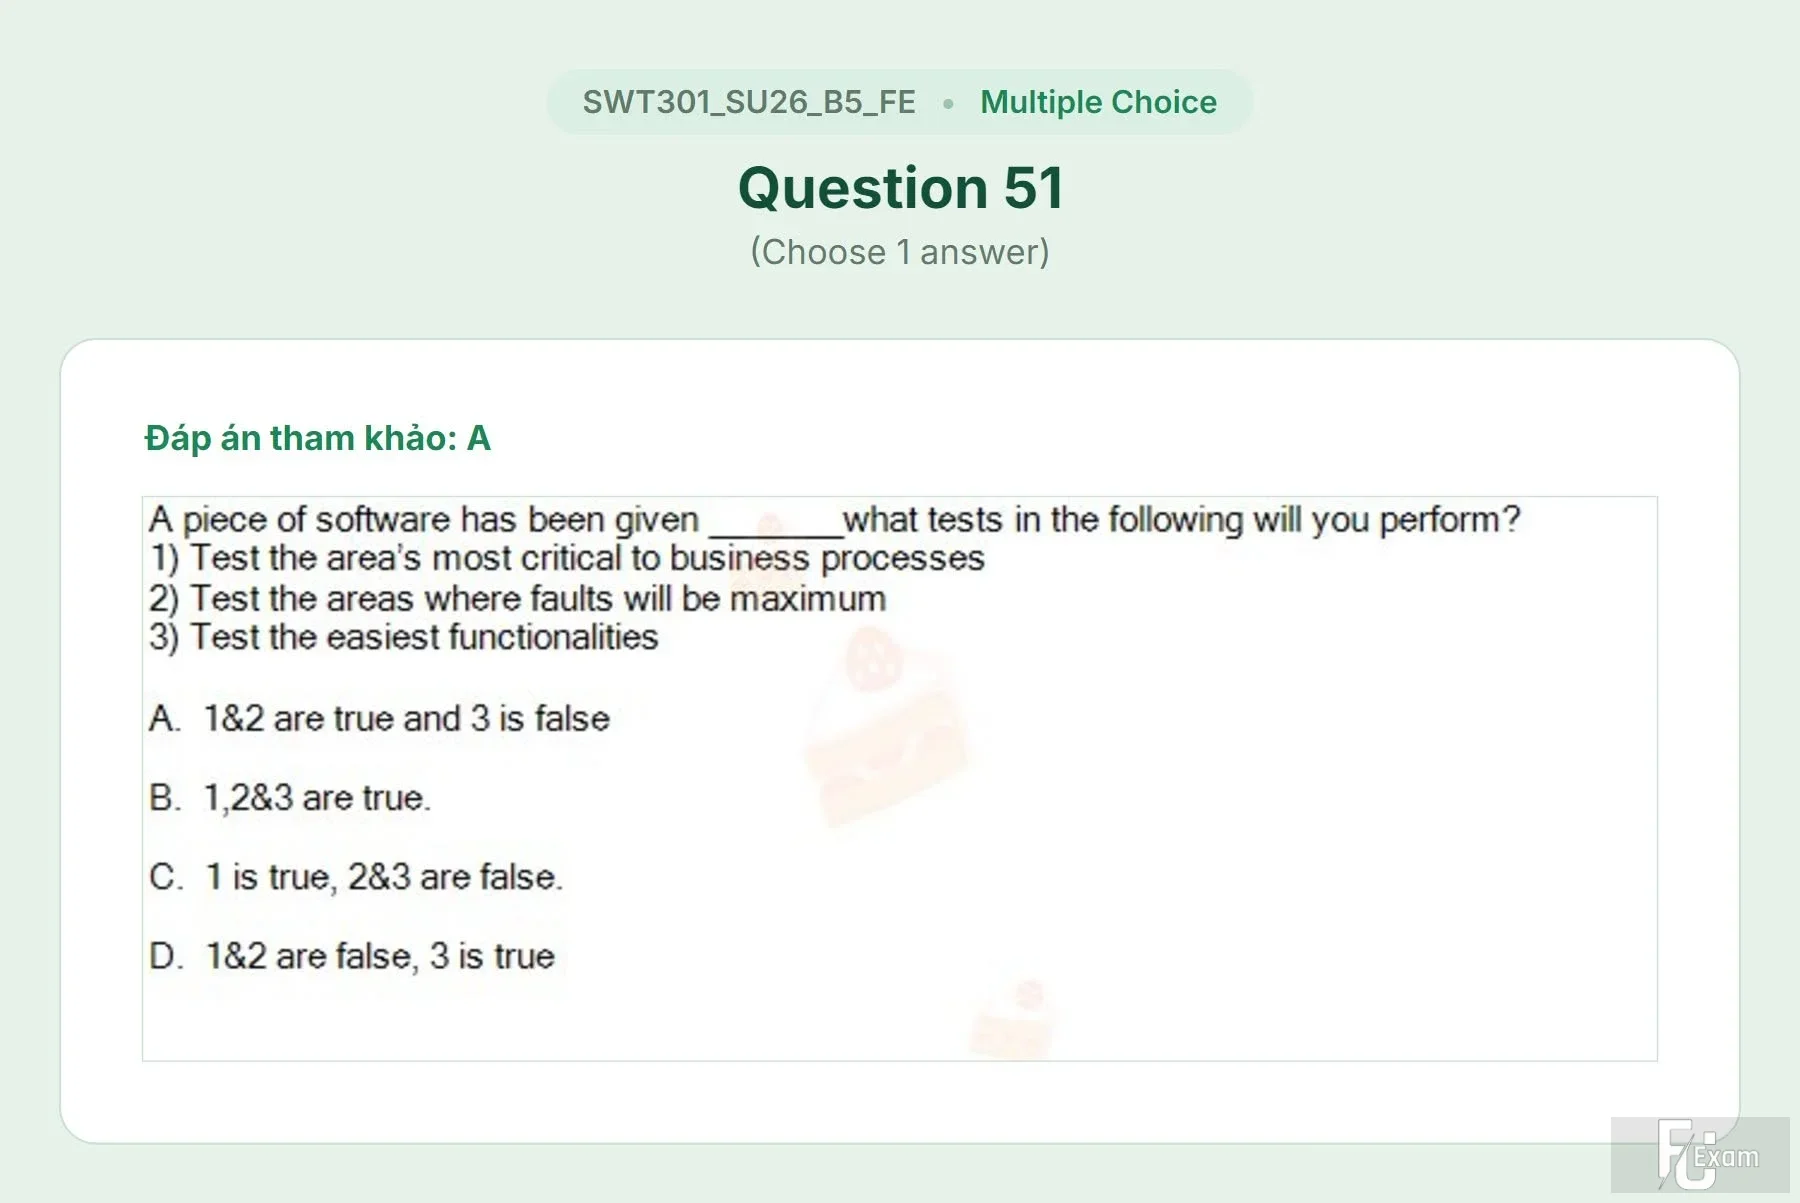 SWT301_SU26_B5_FE • Multiple Choice
Question 51
(Choose 1 answer)
Đáp án tham khảo: A
A piece of software has been given _______what tests in the following will you perform?
1) Test the area's most critical to business processes
2) Test the areas where faults will be maximum
3) Test the easiest functionalities
A. 1&2 are true and 3 is false
B. 1,2&3 are true.
C. 1 is true, 2&3 are false.
D. 1&2 are false, 3 is true
FU Exam